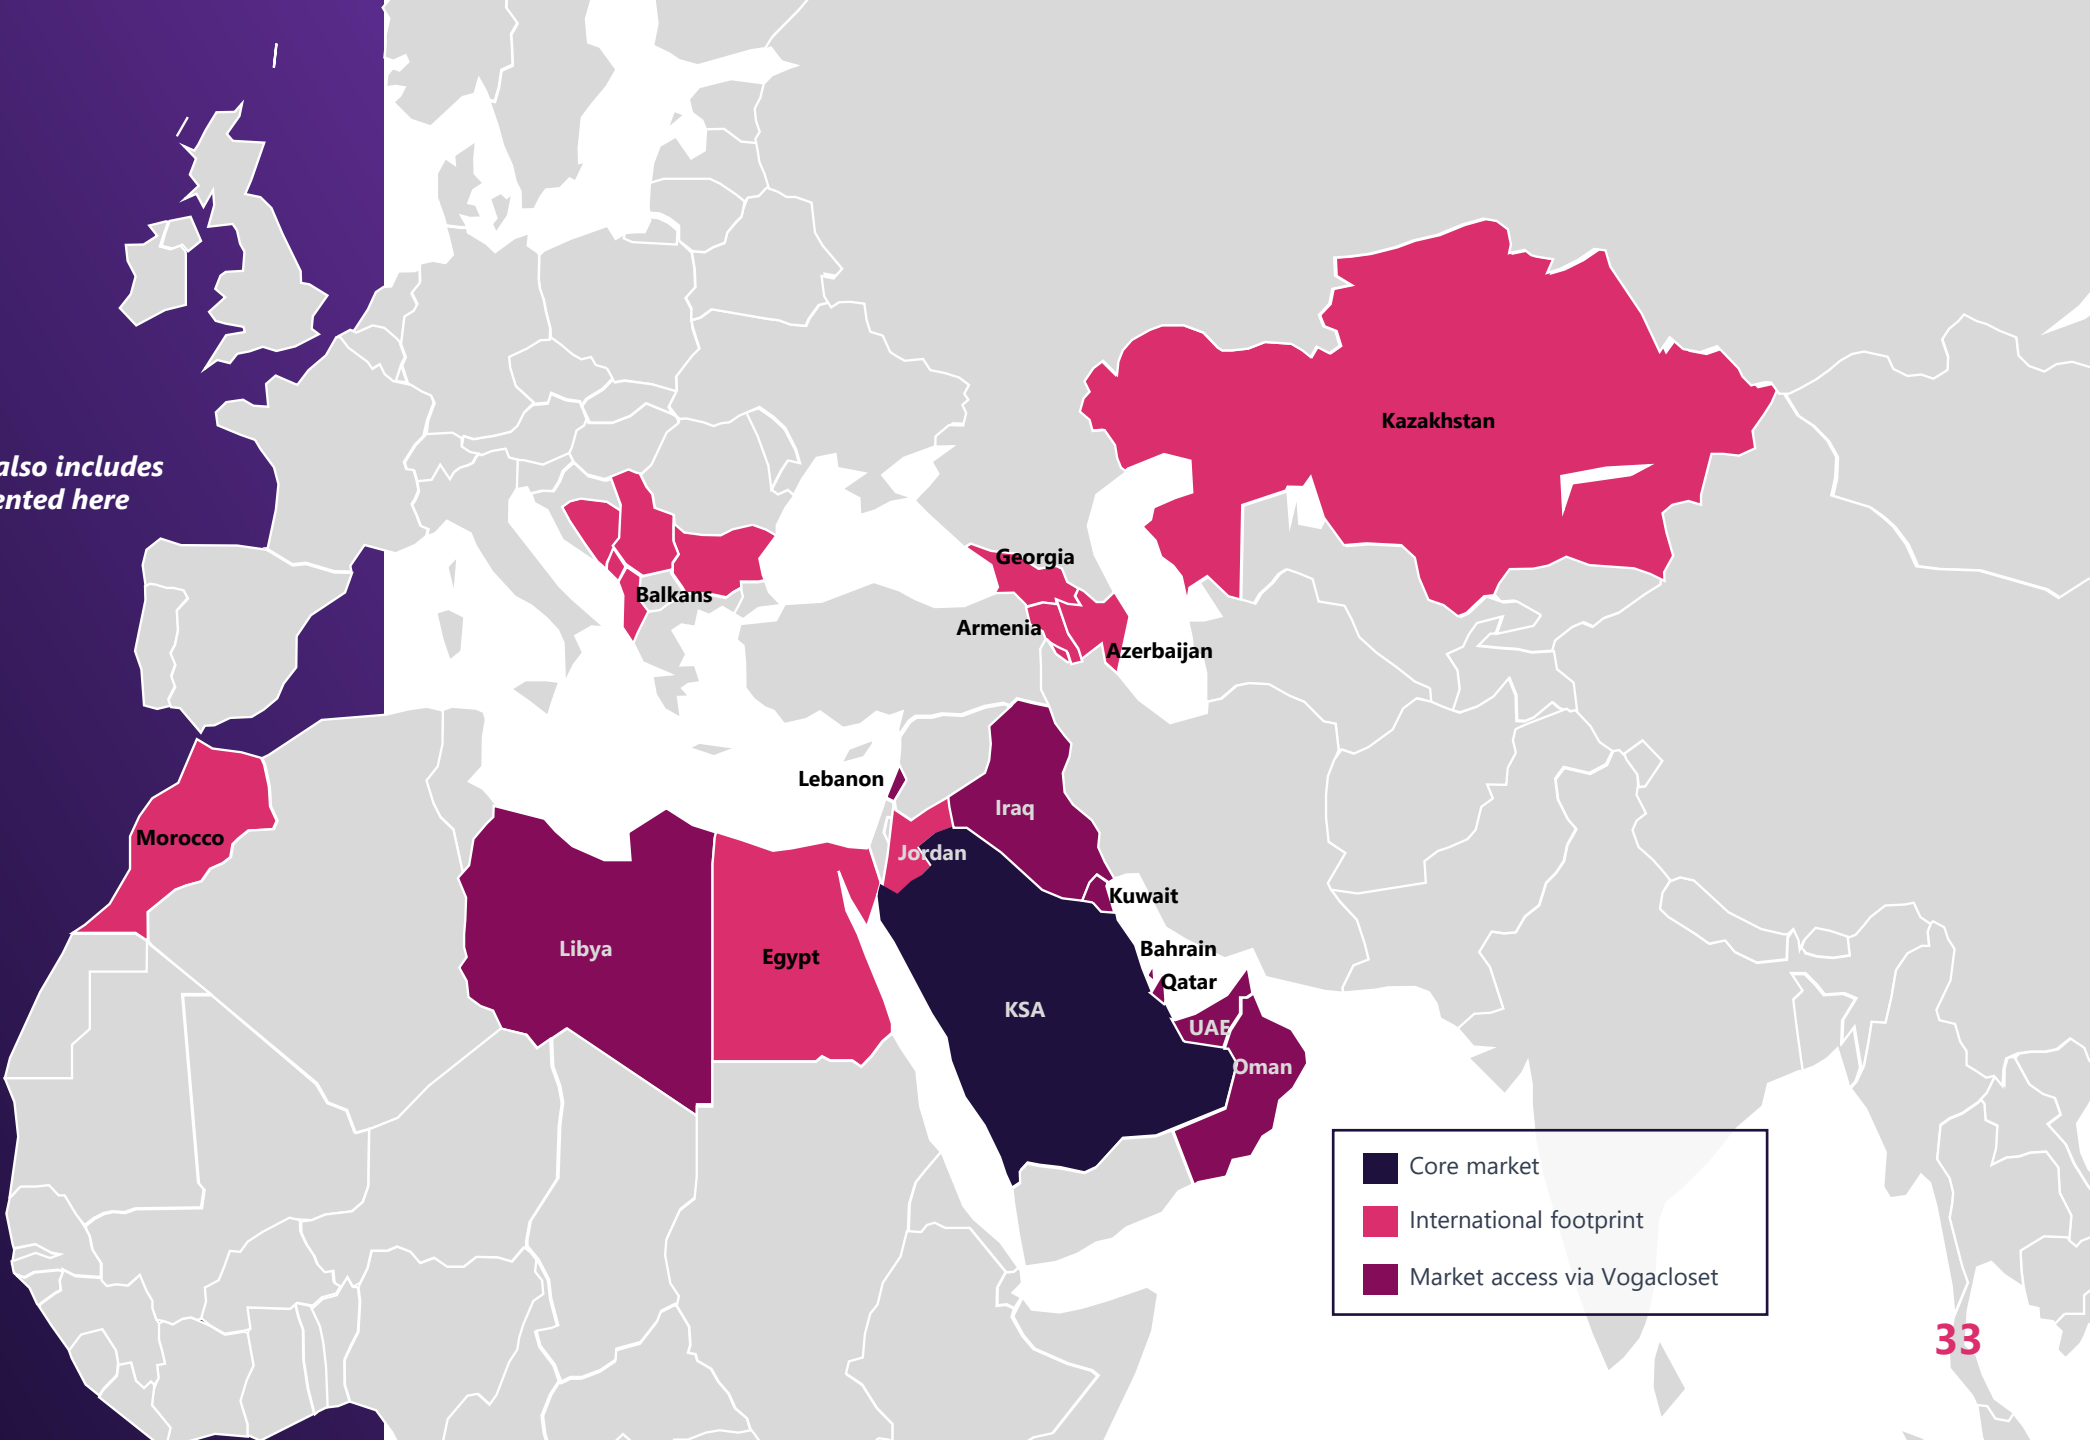 also includes
ented here
Kazakhstan
Georgia
Balkans
Armenia
Azerbaijan
Lebanon
Iraq
Morocco
Jordan
Kuwait
Libya
Egypt
Bahrain
Qatar
KSA
UAE
Oman
Core market
International footprint
Market access via Vogacloset
33